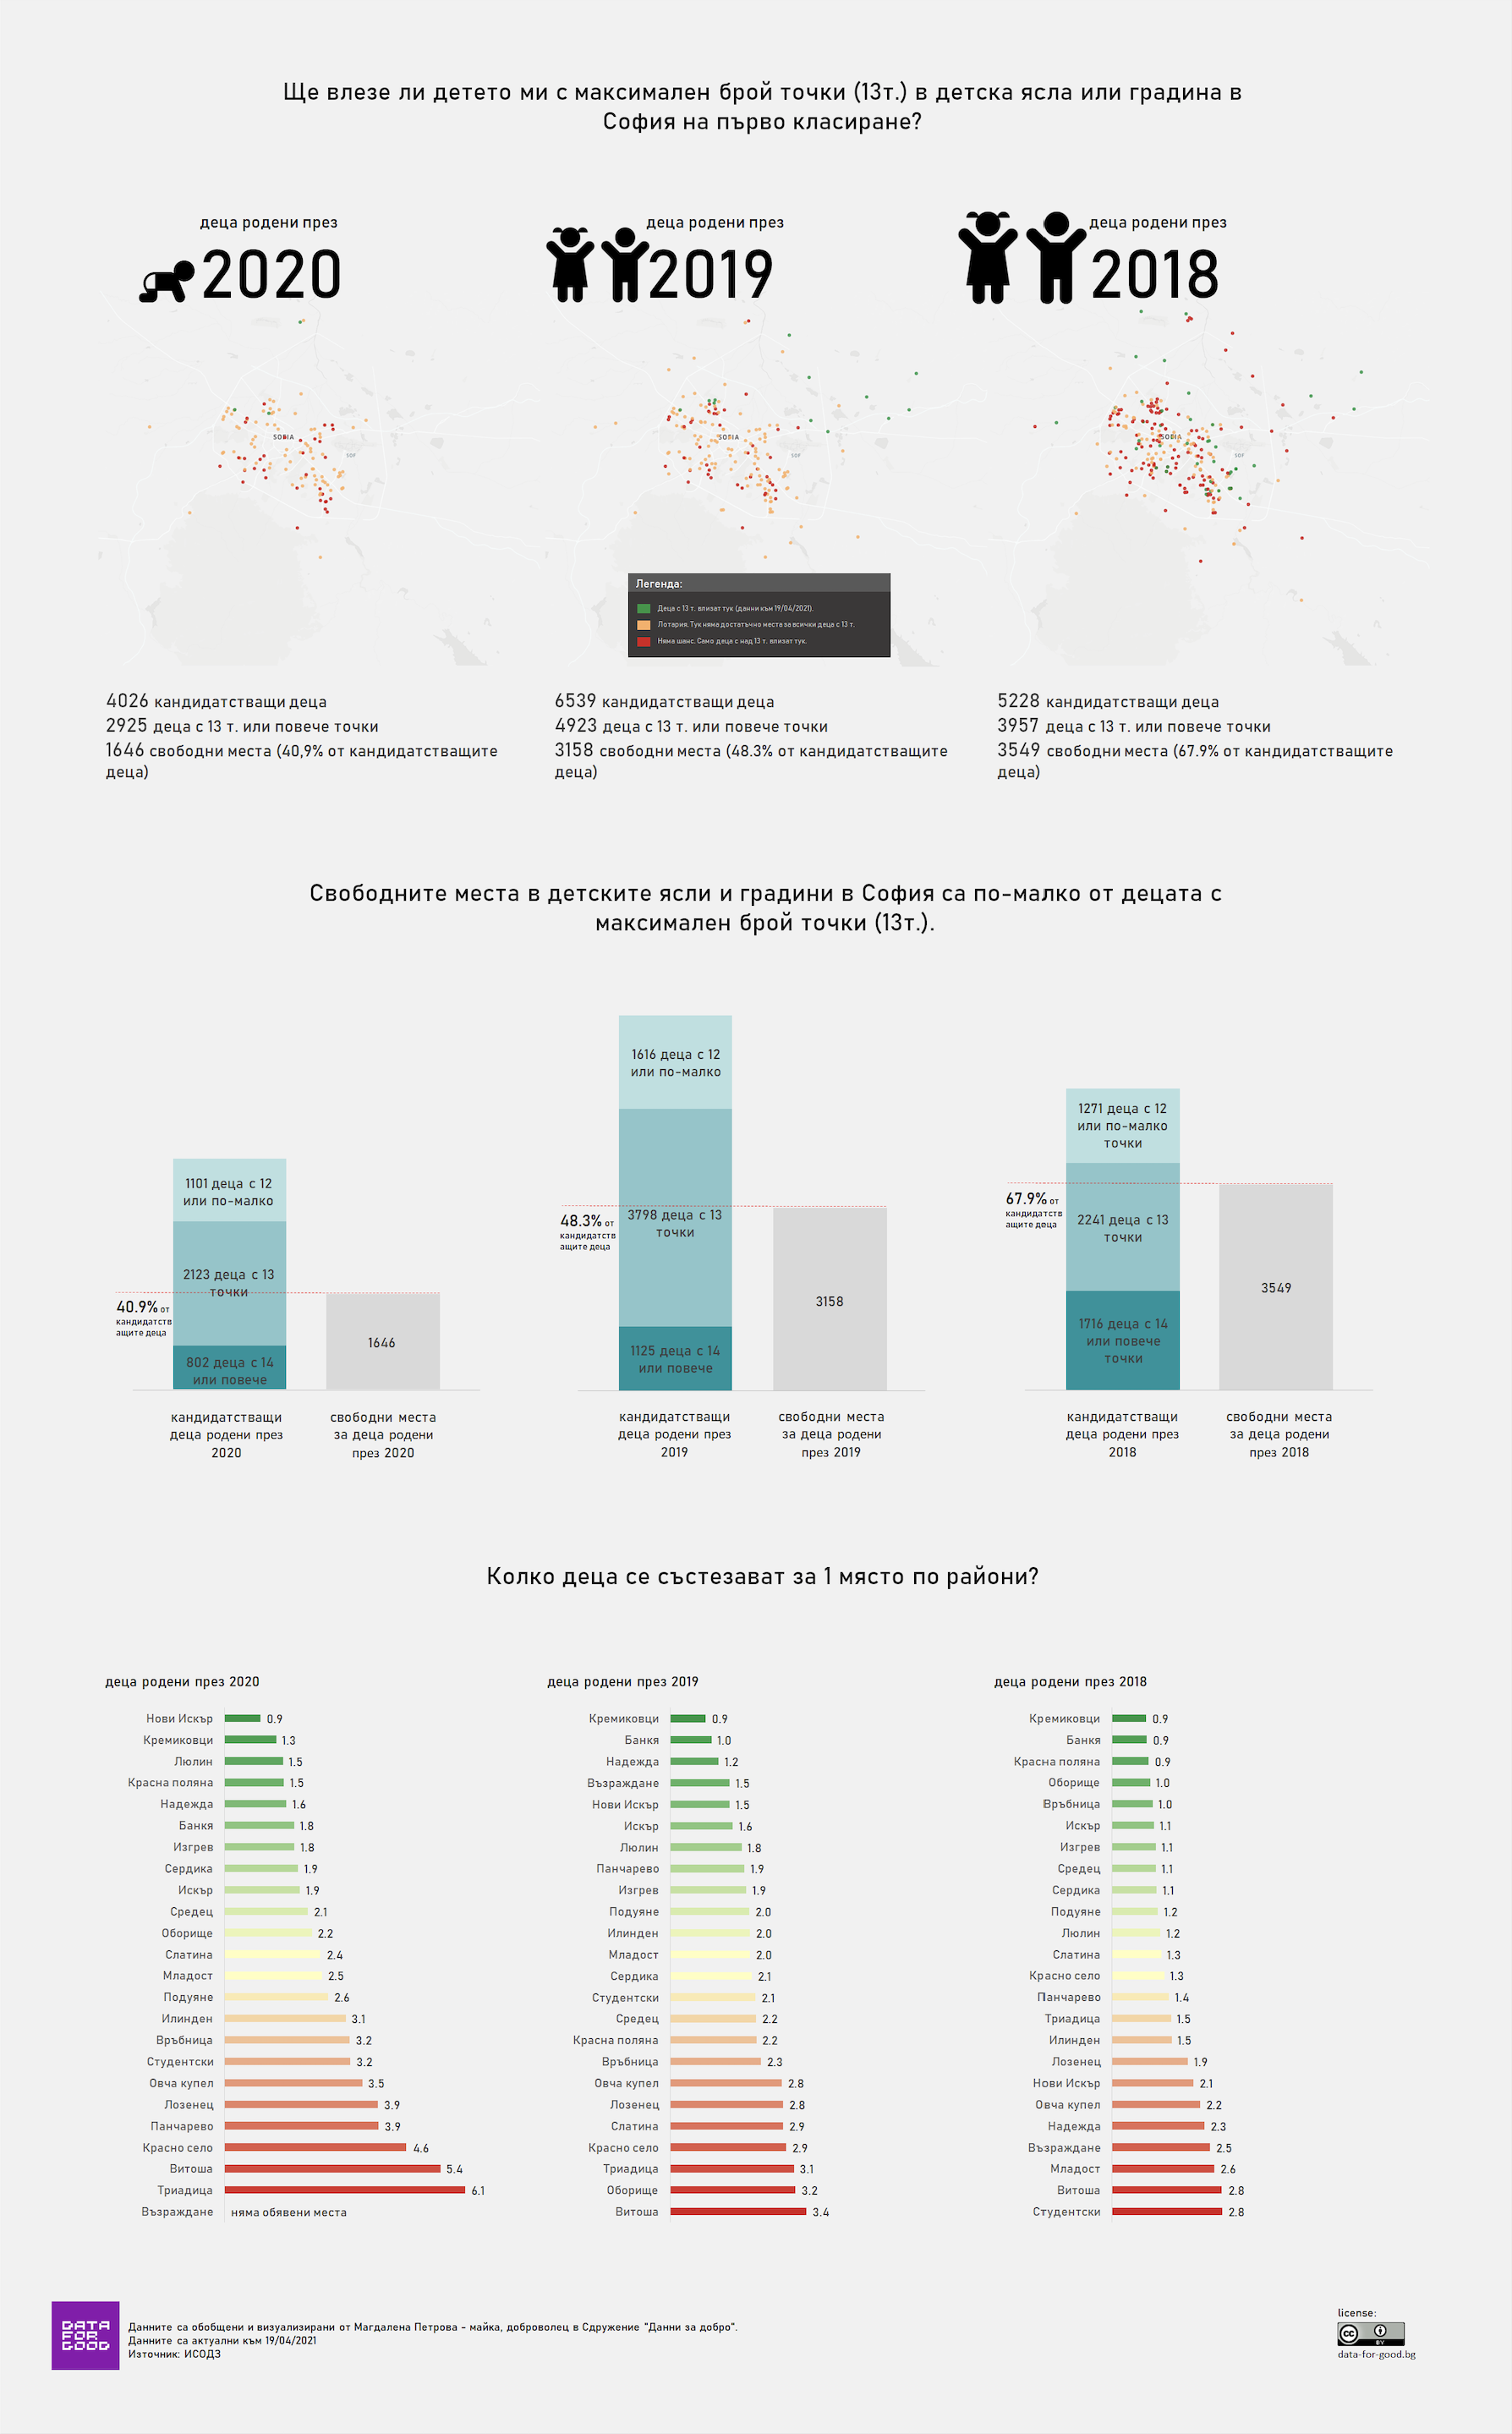 Ще влезе ли детето ми с максимален брой точки (13т.) в детска ясла или градина в
София на първо класиране?
деца родени през
2020
деца родени през
2019
деца родени през
2018
SOFIA
SOF
SOFIA
SOF
SOFIA
SOF
Легенда:
Деца с 13 т. влизат тук (данни към 19/04/2021).
Лотария. Тук няма достатъчно места за всички деца с 13 т.
Няма шанс. Само деца с над 13 т. влизат тук.
4026 кандидатстващи деца
2925 деца с 13 т. или повече точки
1646 свободни места (40,9% от кандидатстващите
деца)
6539 кандидатстващи деца
4923 деца с 13 т. или повече точки
3158 свободни места (48.3% от кандидатстващите
деца)
5228 кандидатстващи деца
3957 деца с 13 т. или повече точки
3549 свободни места (67.9% от кандидатстващите
деца)
Свободните места в детските ясли и градини в София са по-малко от децата с
максимален брой точки (13т.).
1101 деца с 12
или по-малко
2123 деца с 13
точки
802 деца с 14
или повече
40.9% от
кандидатств
ащите деца
1646
кандидатстващи
деца родени през
2020
свободни места
за деца родени
през 2020
1616 деца с 12
или по-малко
3798 деца с 13
точки
1125 деца с 14
или повече
48.3% от
кандидатств
ащите деца
3158
кандидатстващи
деца родени през
2019
свободни места
за деца родени
през 2019
1271 деца с 12
или по-малко
точки
2241 деца с 13
точки
1716 деца с 14
или повече
точки
67.9% от
кандидатств
ащите деца
3549
кандидатстващи
деца родени през
2018
свободни места
за деца родени
през 2018
Колко деца се състезават за 1 място по райони?
деца родени през 2020
Нови Искър 0.9
Кремиковци 1.3
Люлин 1.5
Красна поляна 1.5
Надежда 1.6
Банкя 1.8
Изгрев 1.8
Сердика 1.9
Искър 1.9
Средец 2.1
Оборище 2.2
Слатина 2.4
Младост 2.5
Подуяне 2.6
Илинден 3.1
Връбница 3.2
Студентски 3.2
Овча купел 3.5
Лозенец 3.9
Панчарево 3.9
Красно село 4.6
Витоша 5.4
Триадица 6.1
Възраждане няма обявени места
деца родени през 2019
Кремиковци 0.9
Банкя 1.0
Надежда 1.2
Възраждане 1.5
Нови Искър 1.5
Искър 1.6
Люлин 1.8
Панчарево 1.9
Изгрев 1.9
Подуяне 2.0
Илинден 2.0
Младост 2.0
Сердика 2.1
Студентски 2.1
Средец 2.2
Красна поляна 2.2
Връбница 2.3
Овча купел 2.8
Лозенец 2.8
Слатина 2.9
Красно село 2.9
Триадица 3.1
Оборище 3.2
Витоша 3.4
деца родени през 2018
Кремиковци 0.9
Банкя 0.9
Красна поляна 0.9
Оборище 1.0
Връбница 1.0
Искър 1.1
Изгрев 1.1
Средец 1.1
Сердика 1.1
Подуяне 1.2
Люлин 1.2
Слатина 1.3
Красно село 1.3
Панчарево 1.4
Триадица 1.5
Илинден 1.5
Лозенец 1.9
Нови Искър 2.1
Овча купел 2.2
Надежда 2.3
Възраждане 2.5
Младост 2.6
Витоша 2.8
Студентски 2.8
DATA
FOR
GOOD
Данните са обобщени и визуализирани от Магдалена Петрова - майка, доброволец в Сдружение "Данни за добро".
Данните са актуални към 19/04/2021
Източник: ИСОДЗ
license:
cc
BY
data-for-good.bg